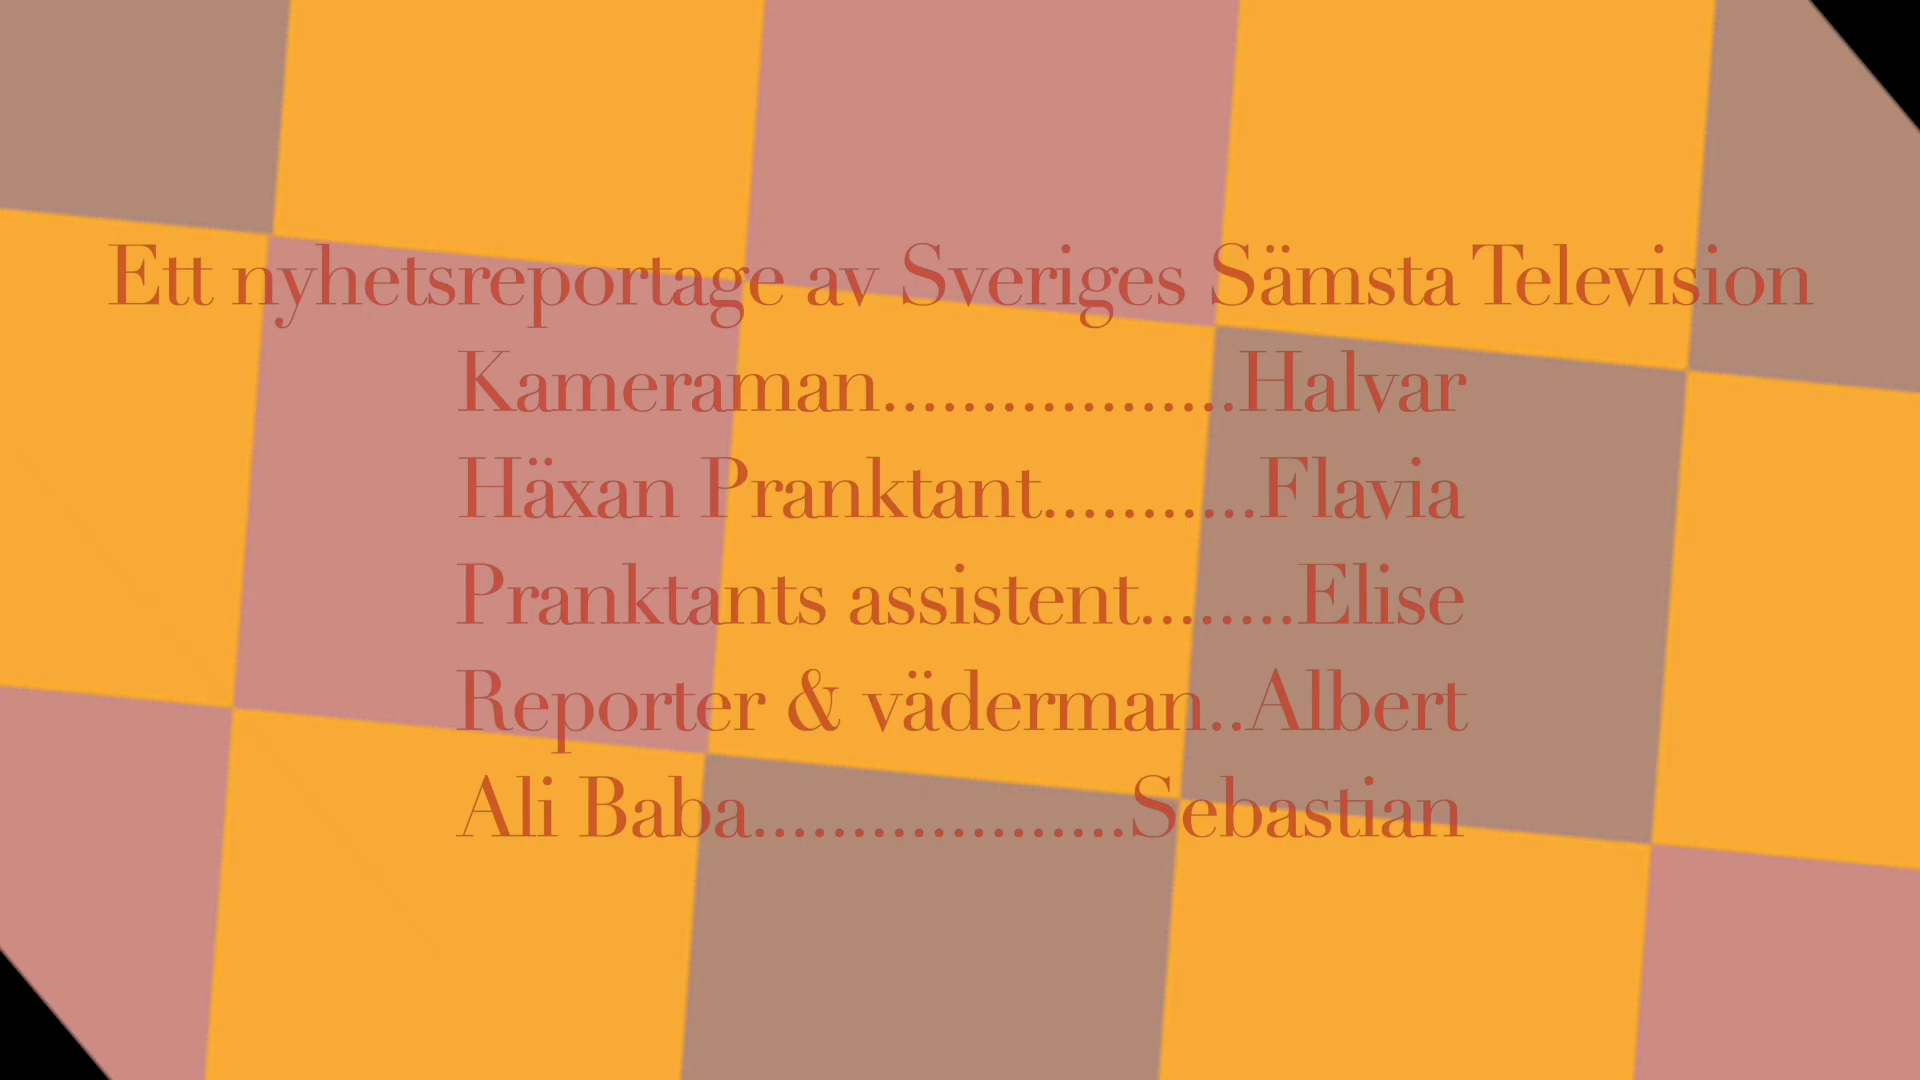 Ett nyhetsreportage av Sveriges Sämsta Television
Kameraman..................Halvar
Häxan Pranktant...........Flavia
Pranktants assistent........Elise
Reporter & väderman..Albert
Ali Baba...................Sebastian